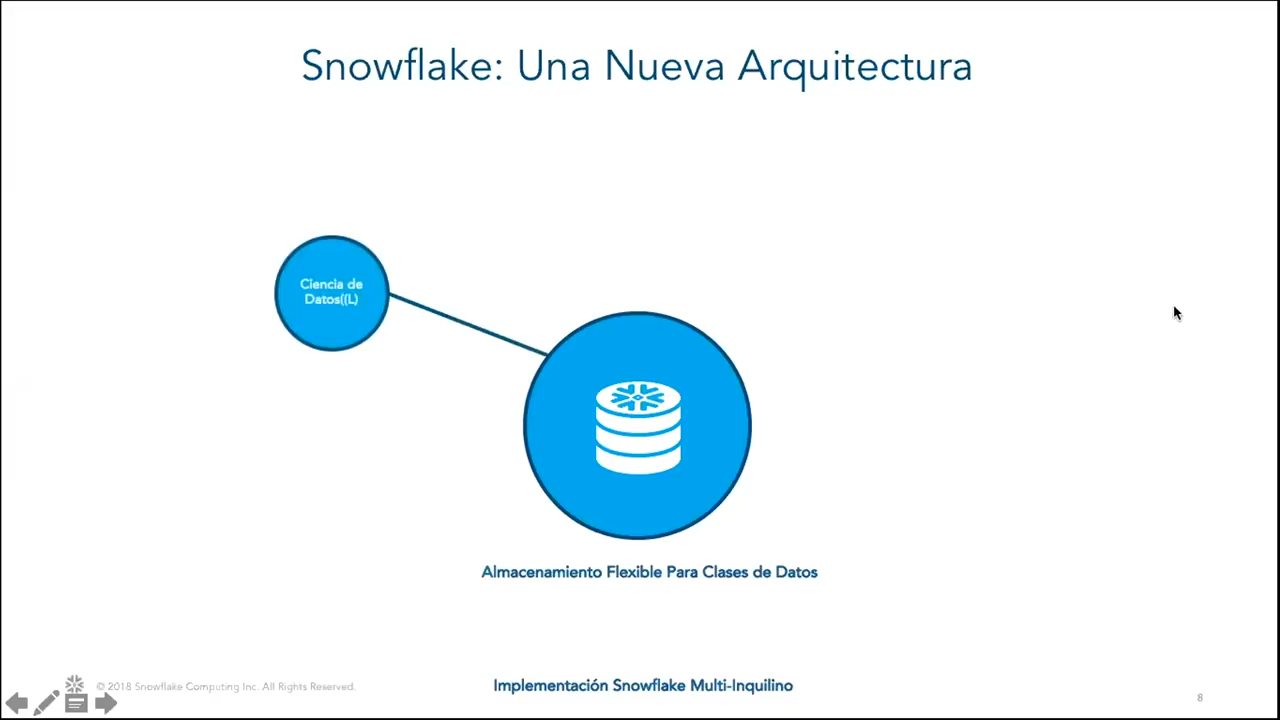 Snowflake: Una Nueva Arquitectura
Ciencia de
Datos((L)
Almacenamiento Flexible Para Clases de Datos
© 2018 Snowflake Computing Inc. All Rights Reserved.
Implementación Snowflake Multi-Inquilino
8